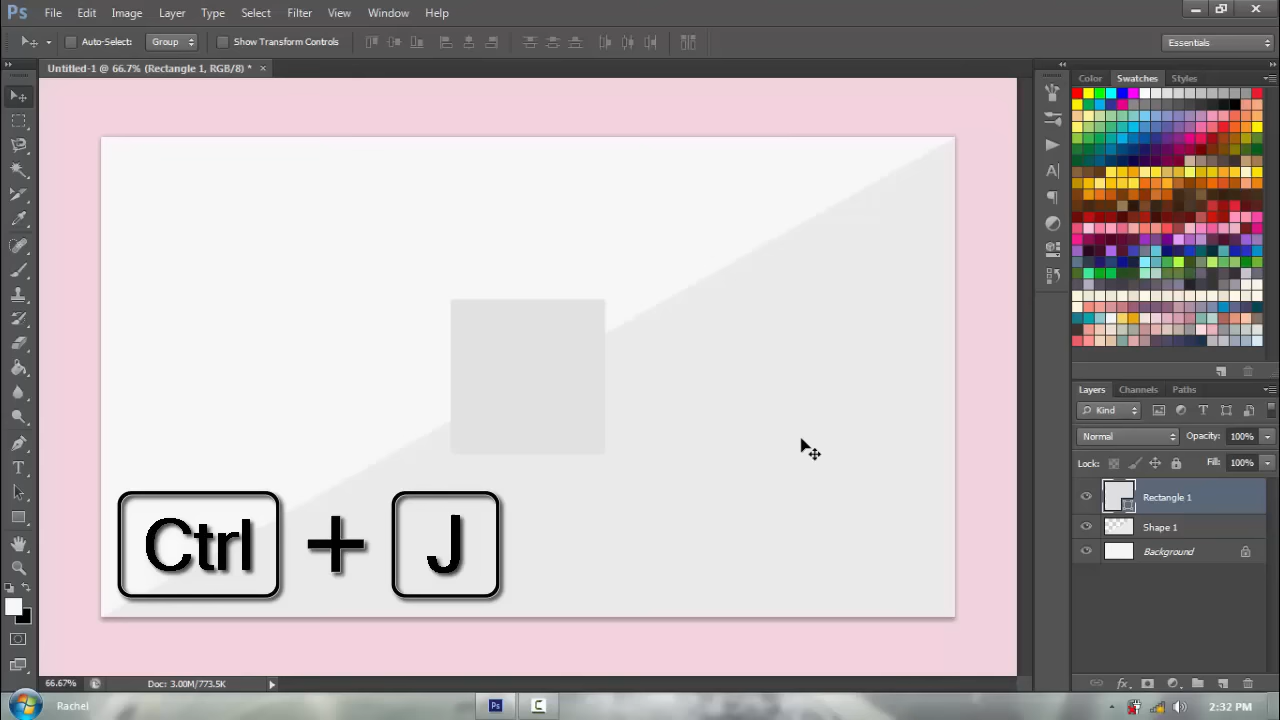 Ps File Edit Image Layer Type Select Filter View Window Help
Auto-Select: Group Show Transform Controls Essentials
Untitled-1 @ 66.7% (Rectangle 1, RGB/8) * ×
Color Swatches Styles
Layers Channels Paths
Kind
Normal Opacity: 100%
Lock: Fill: 100%
Rectangle 1
Shape 1
Background
Ctrl + J
66.67% Doc: 3.00M/773.5K
Rachel Ps C 2:32 PM